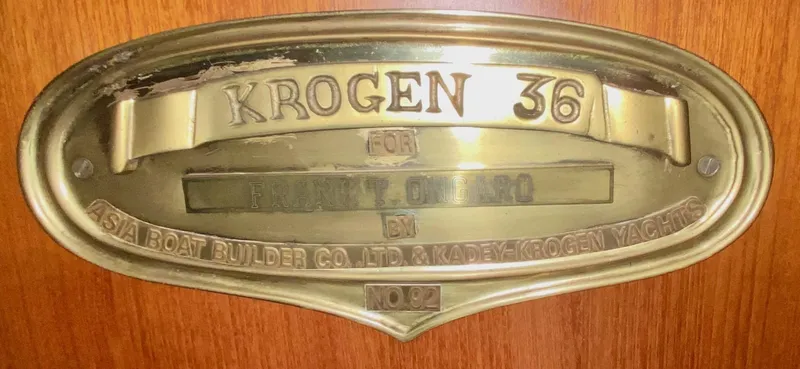 KROGEN 36
FOR
FRANK T. ONGARO
BY
ASIA BOAT BUILDER CO. LTD. & KADEY-KROGEN YACHTS
NO. 92